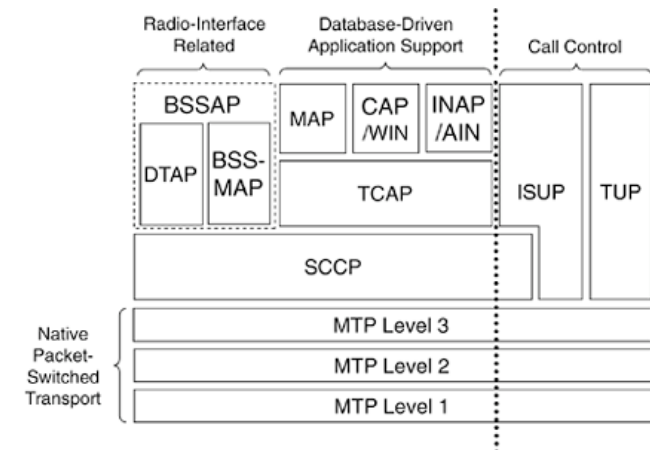 Radio-Interface
Related
Database-Driven
Application Support
Call Control
BSSAP
DTAP
BSS-
MAP
MAP
CAP
/WIN
INAP
/AIN
TCAP
ISUP
TUP
SCCP
Native
Packet-
Switched
Transport
MTP Level 3
MTP Level 2
MTP Level 1